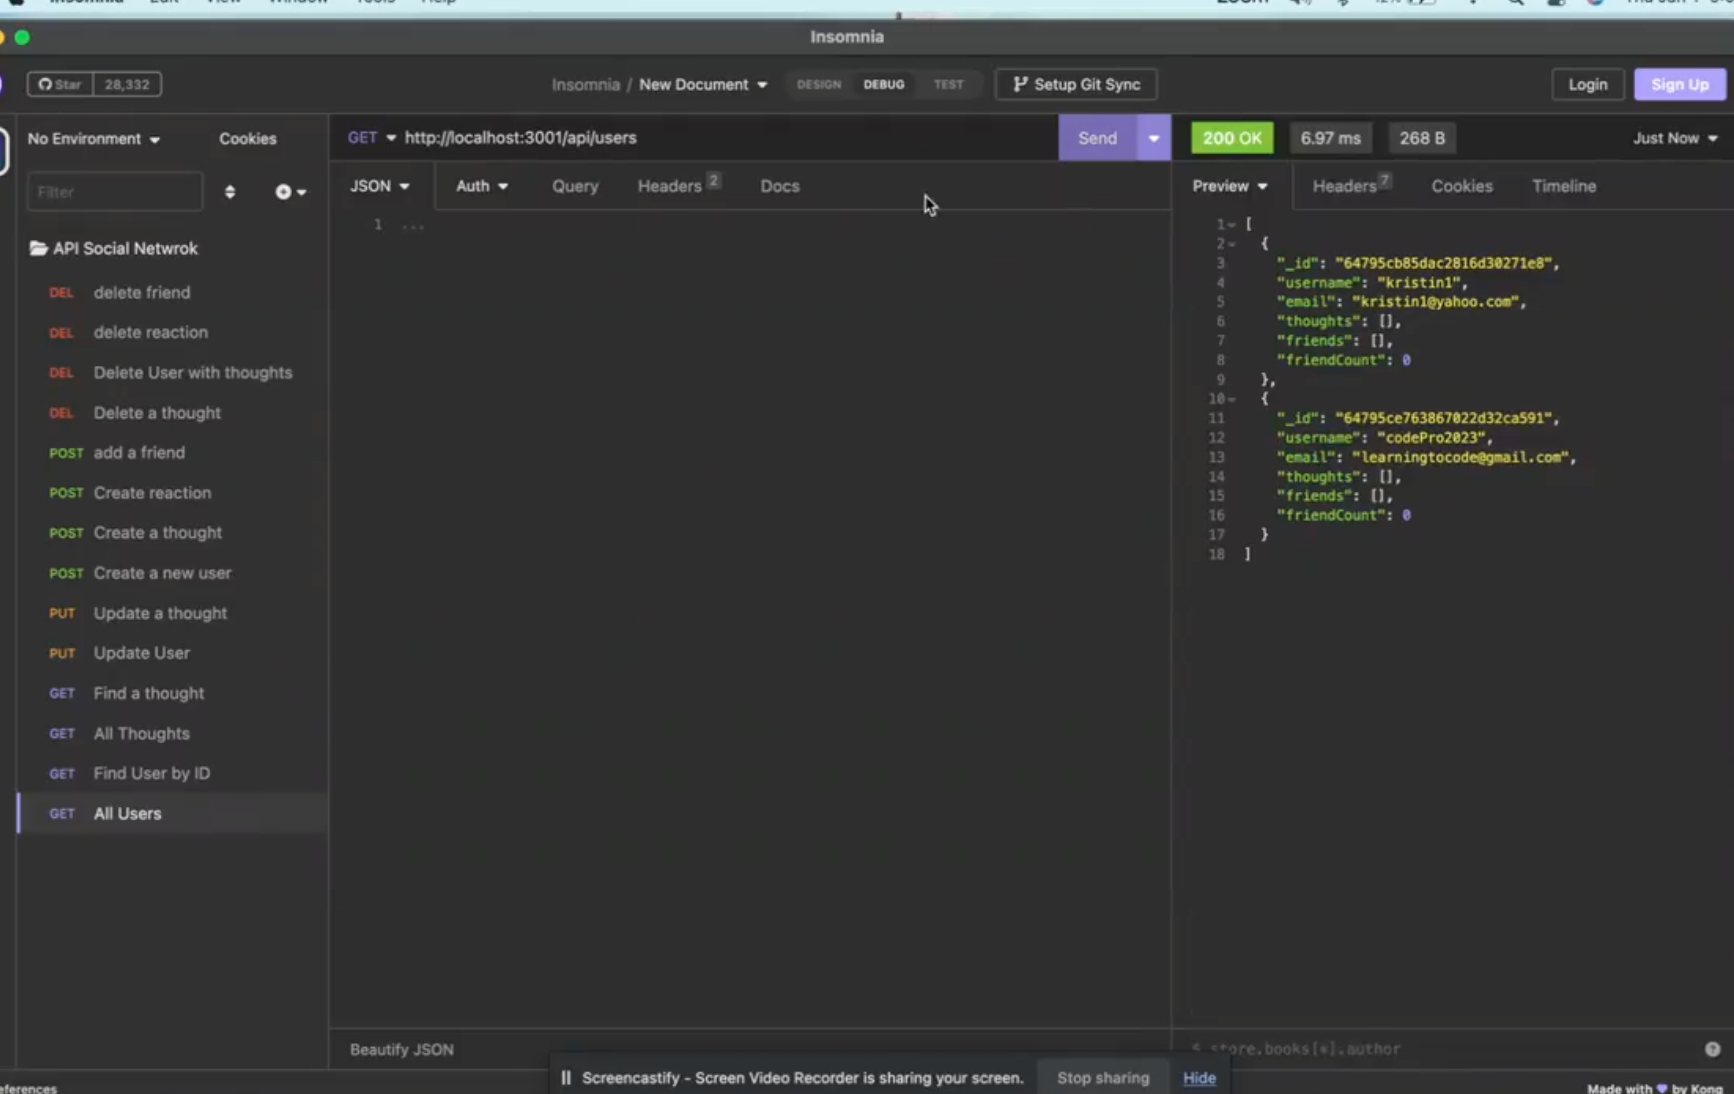 Insomnia
Star 28,332
Insomnia / New Document
DESIGN DEBUG TEST
Setup Git Sync
Login
Sign Up
No Environment
Cookies
Filter
API Social Netwrok
DEL delete friend
DEL delete reaction
DEL Delete User with thoughts
DEL Delete a thought
POST add a friend
POST Create reaction
POST Create a thought
POST Create a new user
PUT Update a thought
PUT Update User
GET Find a thought
GET All Thoughts
GET Find User by ID
GET All Users
GET http://localhost:3001/api/users
Send
JSON Auth Query Headers 2 Docs
1 ...
Beautify JSON
200 OK 6.97 ms 268 B Just Now
Preview Headers 7 Cookies Timeline
1 [
2 {
3 "_id": "64795cb85dac2816d30271e8",
4 "username": "kristin1",
5 "email": "kristin1@yahoo.com",
6 "thoughts": [],
7 "friends": [],
8 "friendCount": 0
9 },
10 {
11 "_id": "64795ce763867022d32ca591",
12 "username": "codePro2023",
13 "email": "learningtocode@gmail.com",
14 "thoughts": [],
15 "friends": [],
16 "friendCount": 0
17 }
18 ]
$.store.books[*].author
Screencastify - Screen Video Recorder is sharing your screen.
Stop sharing
Hide
Made with by Kong